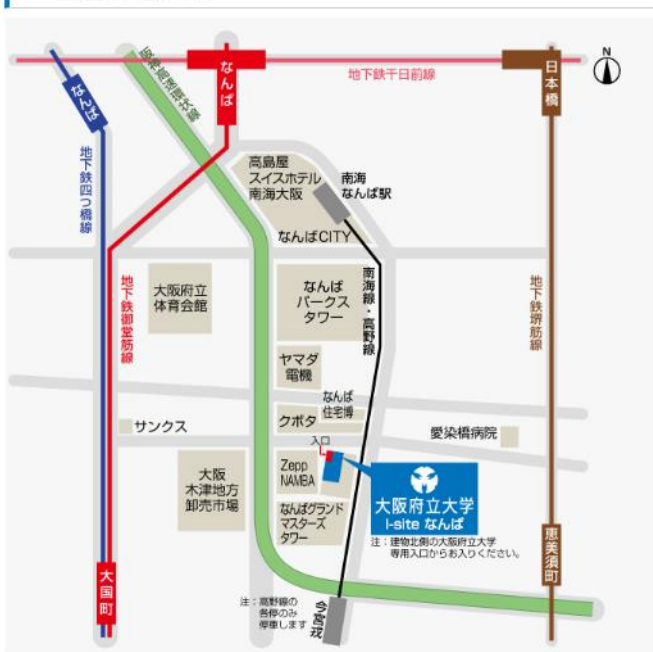 N
なんば
地下鉄千日前線
日本橋
なんば
阪神高速環状線
地下鉄四つ橋線
高島屋
スイスホテル
南海大阪
南海
なんば駅
なんばCITY
大阪府立
体育会館
なんば
パークス
タワー
南海線・高野線
地下鉄御堂筋線
地下鉄堺筋線
ヤマダ
電機
なんば
住宅博
クボタ
サンクス
入口
愛染橋病院
大阪
木津地方
卸売市場
Zepp
NAMBA
大阪府立大学
i-site なんば
なんばグランド
マスターズ
タワー
注：建物北側の大阪府立大学
専用入口からお入りください。
恵美須町
大国町
注：高野線の
各停のみ
停車します
今宮戎